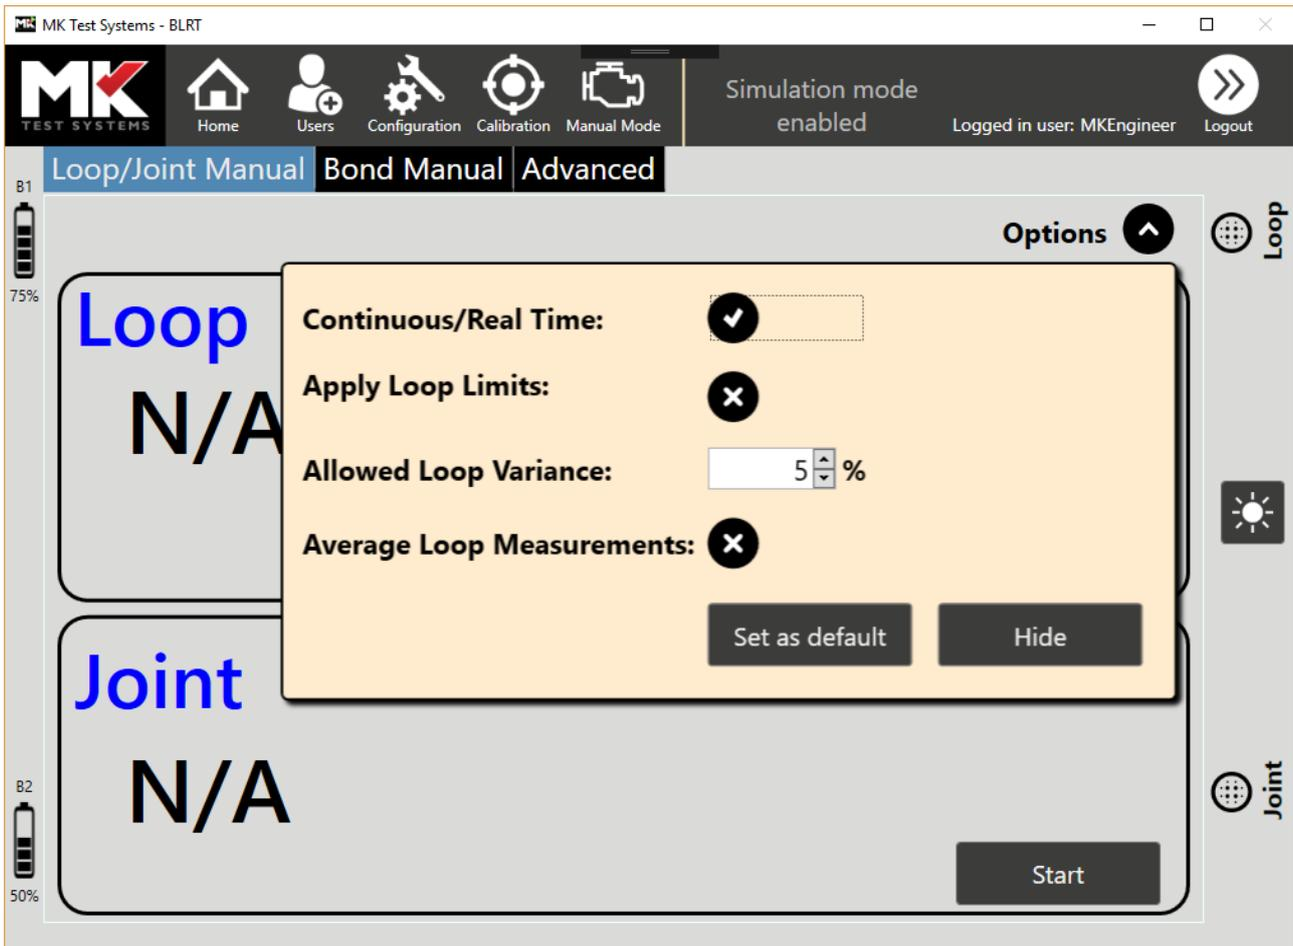 MK Test Systems - BLRT
MK
TEST SYSTEMS
Home
Users
Configuration
Calibration
Manual Mode
Simulation mode
enabled
Logged in user: MKEngineer
Logout
Loop/Joint Manual
Bond Manual
Advanced
B1
75%
Options
Loop
Loop
N/A
Continuous/Real Time:
Apply Loop Limits:
Allowed Loop Variance:
5 %
Average Loop Measurements:
Set as default
Hide
Joint
N/A
B2
50%
Joint
Start